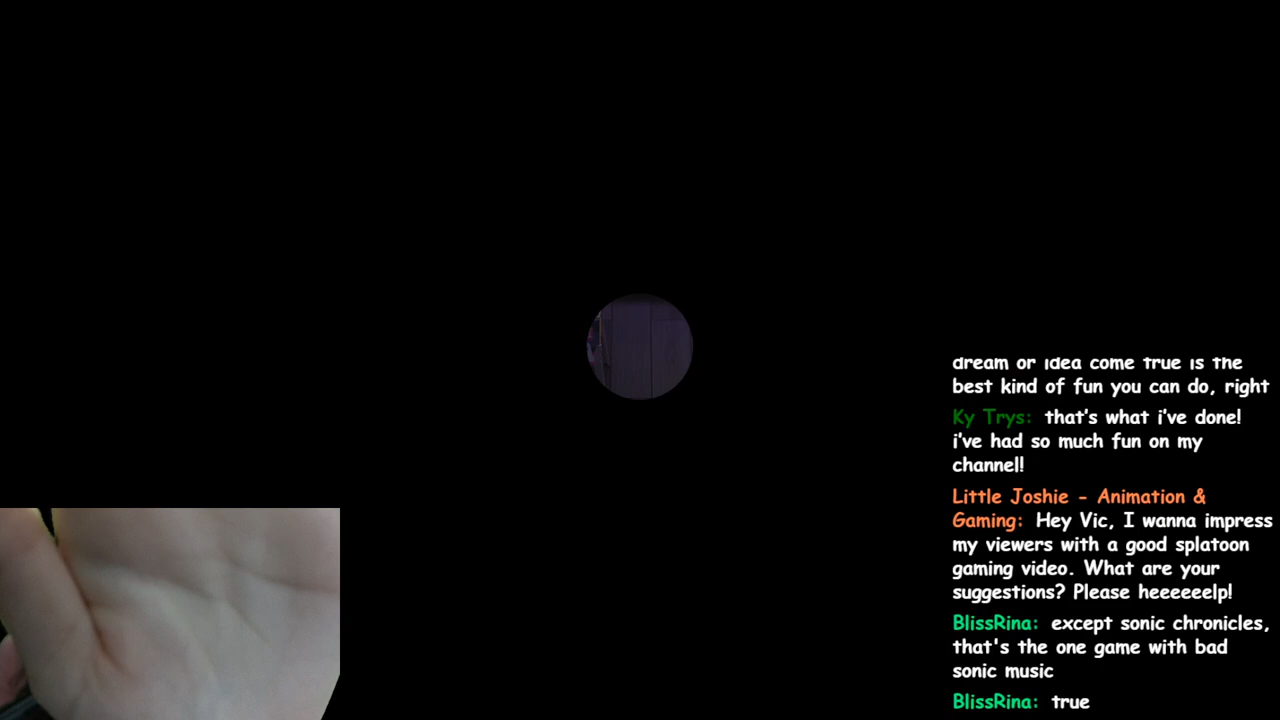 dream or idea come true is the
best kind of fun you can do, right
Ky Trys: that's what i've done!
i've had so much fun on my
channel!
Little Joshie - Animation &
Gaming: Hey Vic, I wanna impress
my viewers with a good splatoon
gaming video. What are your
suggestions? Please heeeeeelp!
BlissRina: except sonic chronicles,
that's the one game with bad
sonic music
BlissRina: true